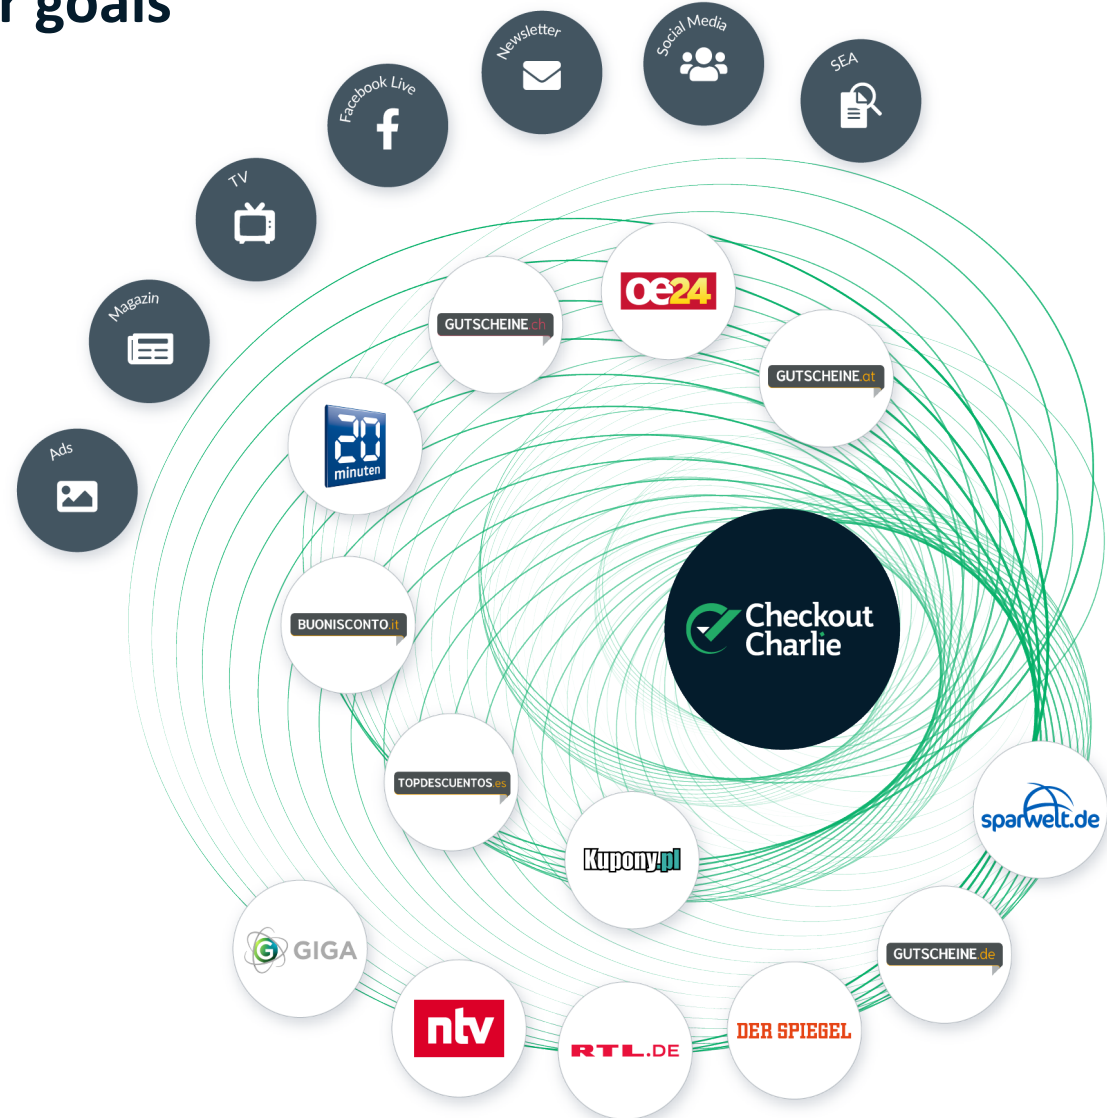 r goals
Newsletter
Social Media
SEA
Facebook Live
TV
Magazin
Ads
oe24
GUTSCHEINE.ch
GUTSCHEINE.at
20
minuten
BUONISCONTO.it
Checkout
Charlie
TOPDESCUENTOS.es
sparwelt.de
Kupony.pl
GIGA
G
GUTSCHEINE.de
ntv
RTL.DE
DER SPIEGEL